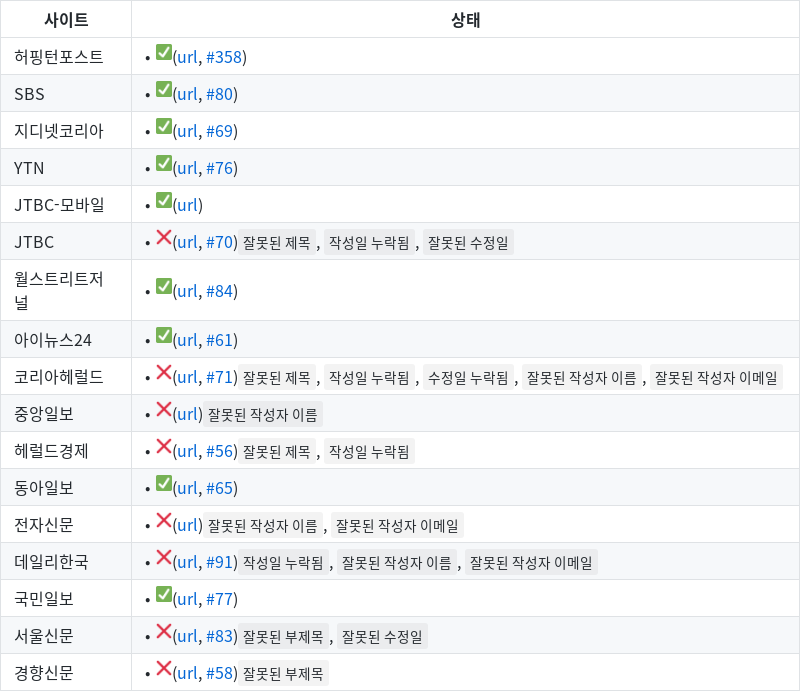 사이트 상태
허핑턴포스트 • ✅(url, #358)
SBS • ✅(url, #80)
지디넷코리아 • ✅(url, #69)
YTN • ✅(url, #76)
JTBC-모바일 • ✅(url)
JTBC • ❌(url, #70) 잘못된 제목 , 작성일 누락됨 , 잘못된 수정일
월스트리트저
널 • ✅(url, #84)
아이뉴스24 • ✅(url, #61)
코리아헤럴드 • ❌(url, #71) 잘못된 제목 , 작성일 누락됨 , 수정일 누락됨 , 잘못된 작성자 이름 , 잘못된 작성자 이메일
중앙일보 • ❌(url) 잘못된 작성자 이름
헤럴드경제 • ❌(url, #56) 잘못된 제목 , 작성일 누락됨
동아일보 • ✅(url, #65)
전자신문 • ❌(url) 잘못된 작성자 이름 , 잘못된 작성자 이메일
데일리한국 • ❌(url, #91) 작성일 누락됨 , 잘못된 작성자 이름 , 잘못된 작성자 이메일
국민일보 • ✅(url, #77)
서울신문 • ❌(url, #83) 잘못된 부제목 , 잘못된 수정일
경향신문 • ❌(url, #58) 잘못된 부제목